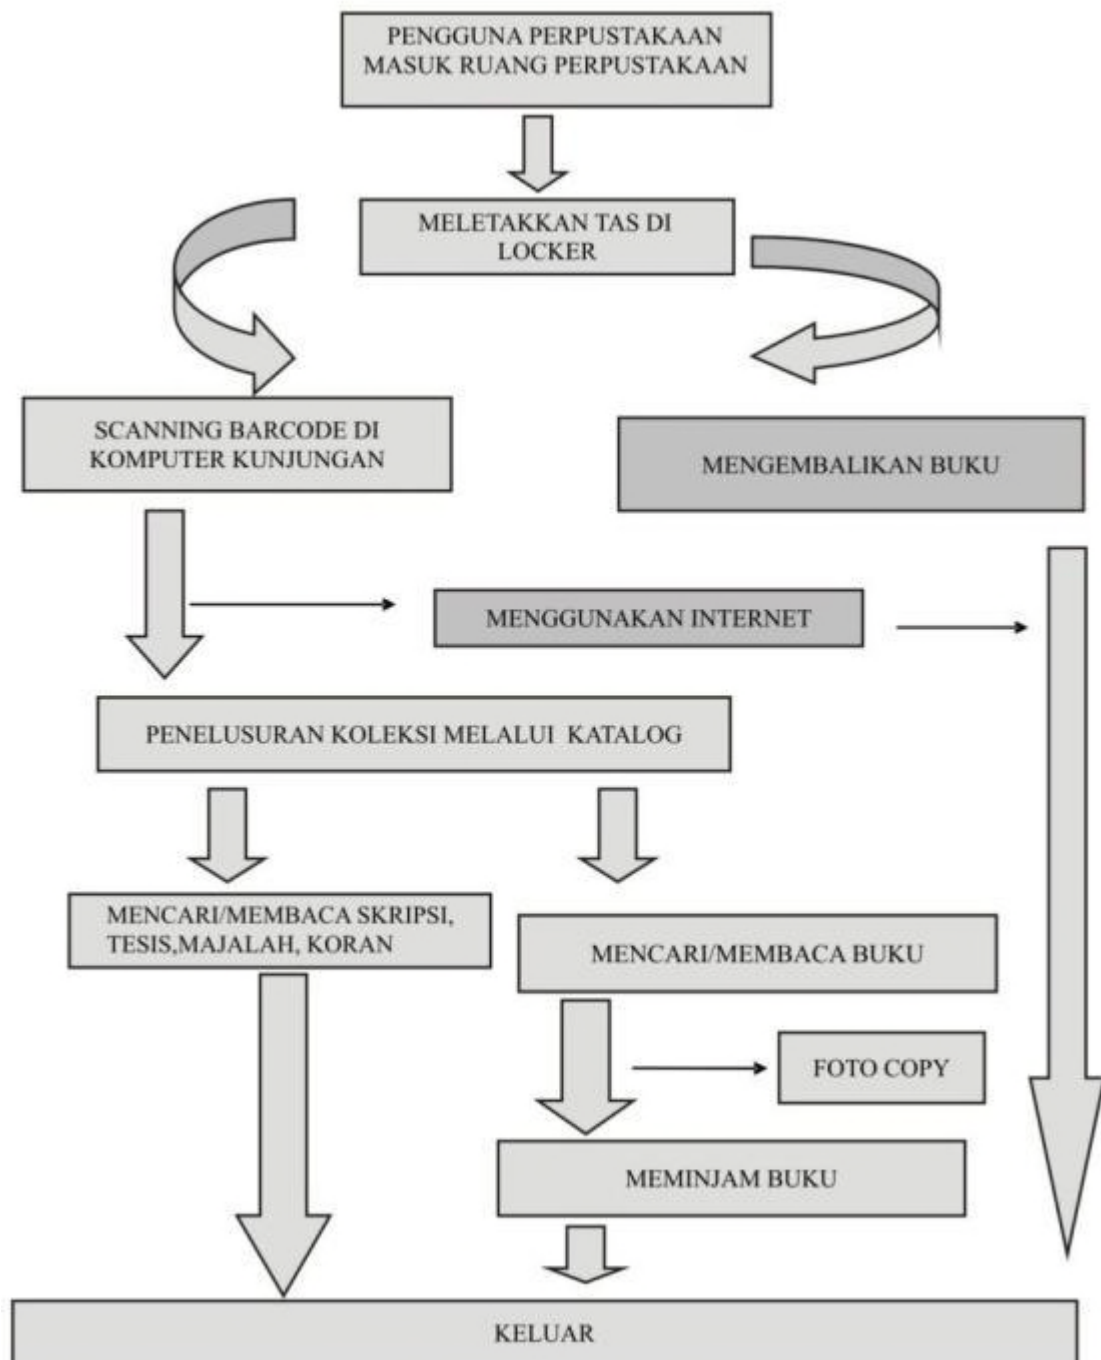 PENGGUNA PERPUSTAKAAN
MASUK RUANG PERPUSTAKAAN
MELETAKKAN TAS DI
LOCKER
SCANNING BARCODE DI
KOMPUTER KUNJUNGAN
MENGEMBALIKAN BUKU
MENGGUNAKAN INTERNET
PENELUSURAN KOLEKSI MELALUI KATALOG
MENCARI/MEMBACA SKRIPSI,
TESIS,MAJALAH, KORAN
MENCARI/MEMBACA BUKU
FOTO COPY
MEMINJAM BUKU
KELUAR